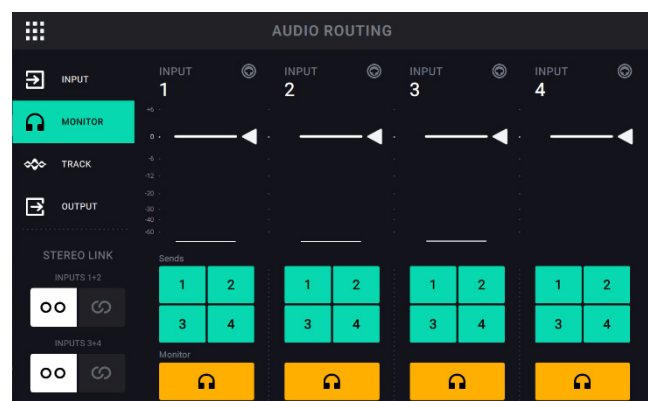 AUDIO ROUTING
INPUT
MONITOR
TRACK
OUTPUT
STEREO LINK
INPUTS 1+2
INPUTS 3+4
INPUT INPUT INPUT INPUT
1 2 3 4
+6
0
-6
-12
-20
-30
-40
-60
Sends
1 2 1 2 1 2 1 2
3 4 3 4 3 4 3 4
Monitor